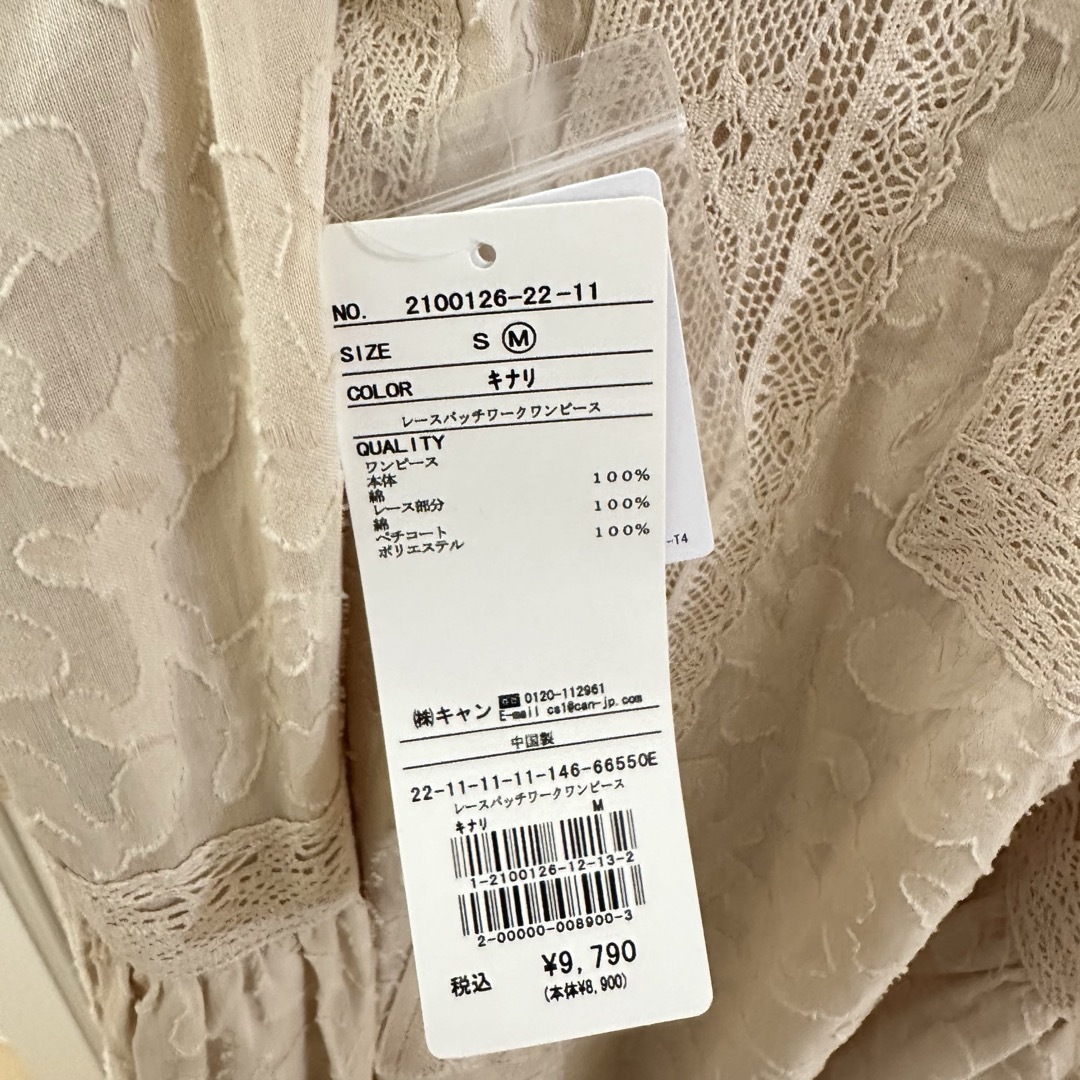 NO. 2100126-22-11
SIZE S Ⓜ
COLOR キナリ
レースパッチワークワンピース
QUALITY
ワンピース
本体
綿 100%
レース部分
綿 100%
ペチコート
ポリエステル 100%
-T4
㈱キャン 0120-112961
E-mail cs1@can-jp.com
中国製
22-11-11-11-146-66550E
レースパッチワークワンピース
キナリ M
1-2100126-12-13-2
2-00000-008900-3
税込 ¥9,790
(本体¥8,900)